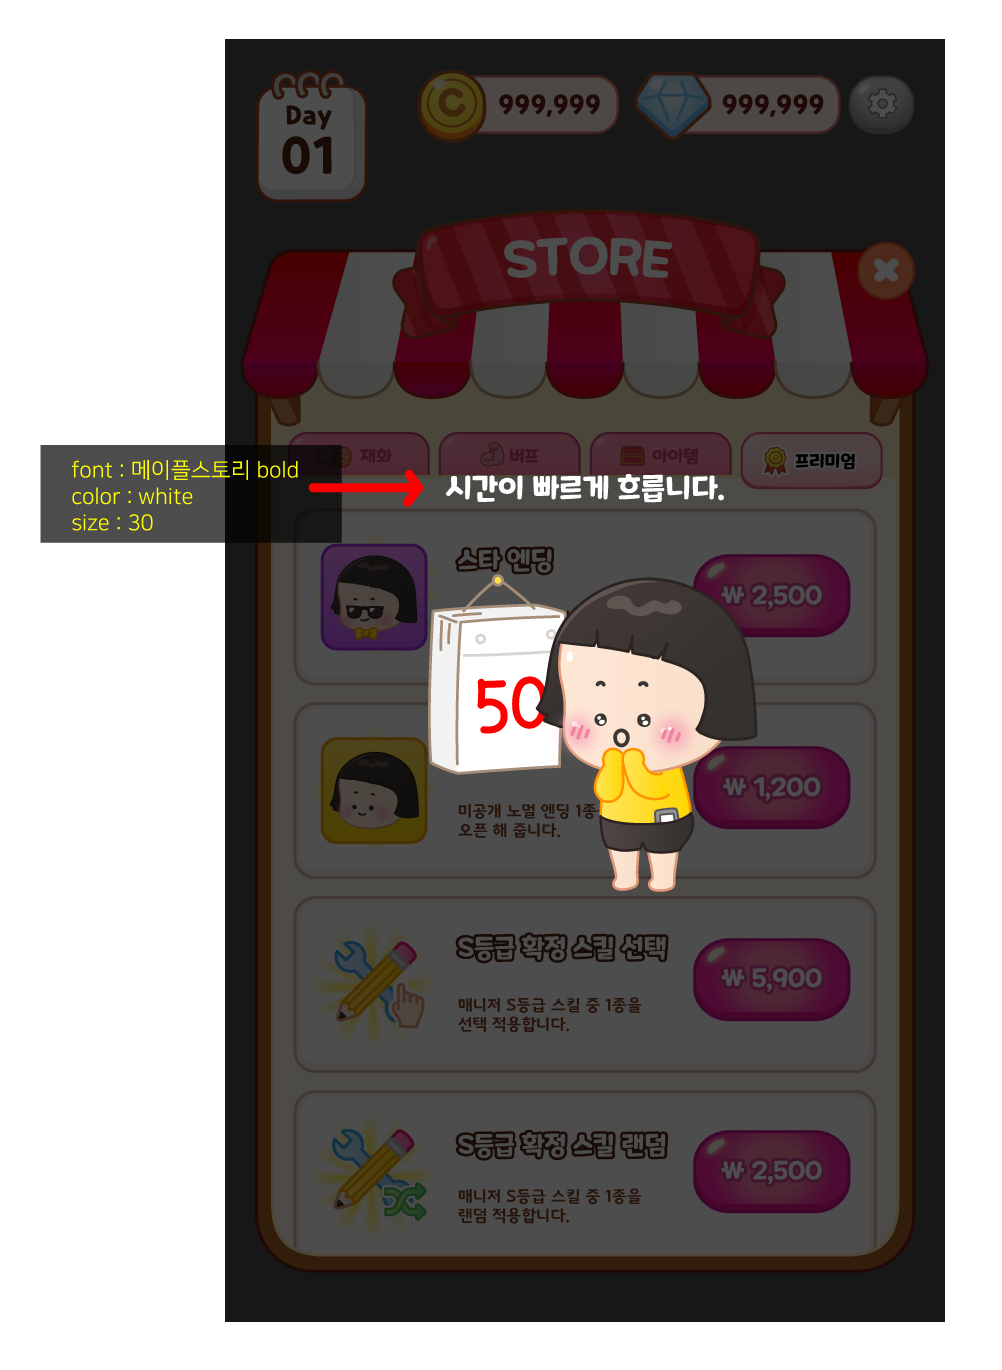 Day
01
999,999
999,999
STORE
재화
버프
아이템
프리미엄
font : 메이플스토리 bold
color : white
size : 30
시간이 빠르게 흐릅니다.
스타 엔딩
₩ 2,500
50
₩ 1,200
미공개 노멀 엔딩 1종
오픈 해 줍니다.
S등급 확정 스킬 선택
₩ 5,900
매니저 S등급 스킬 중 1종을
선택 적용합니다.
S등급 확정 스킬 랜덤
₩ 2,500
매니저 S등급 스킬 중 1종을
랜덤 적용합니다.